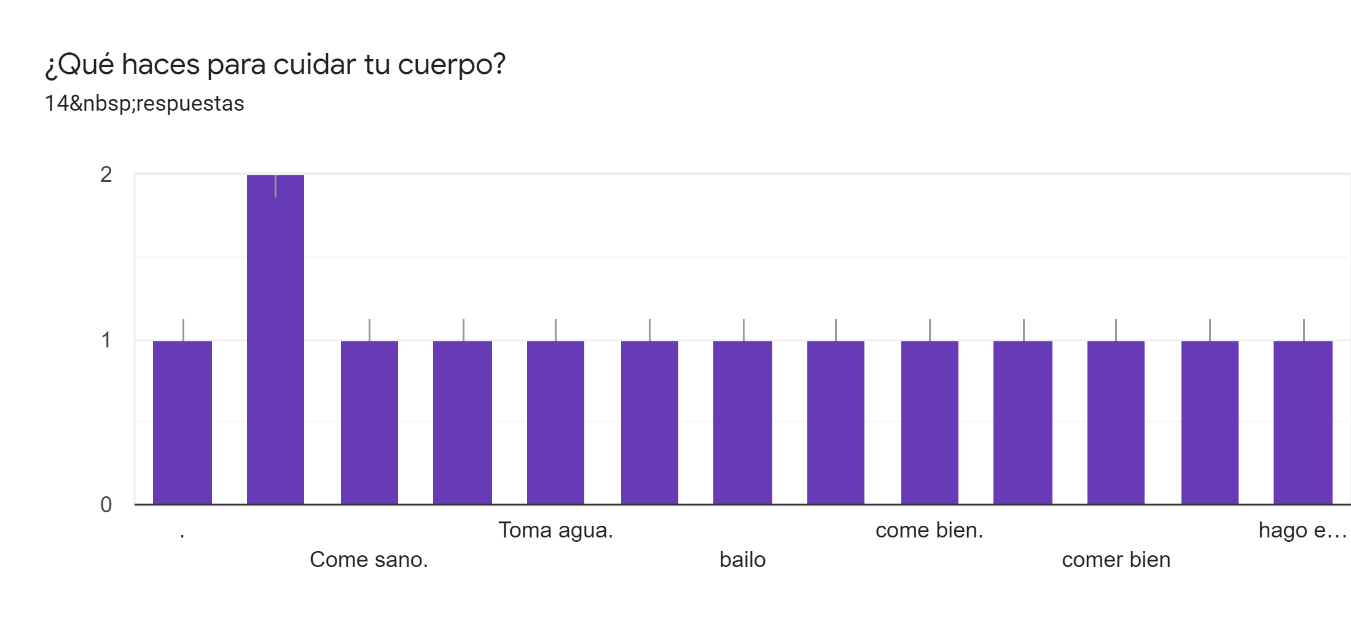 ¿Qué haces para cuidar tu cuerpo?
14&nbsp;respuestas
2
1
0
.
Toma agua.
come bien.
hago e…
Come sano.
bailo
comer bien